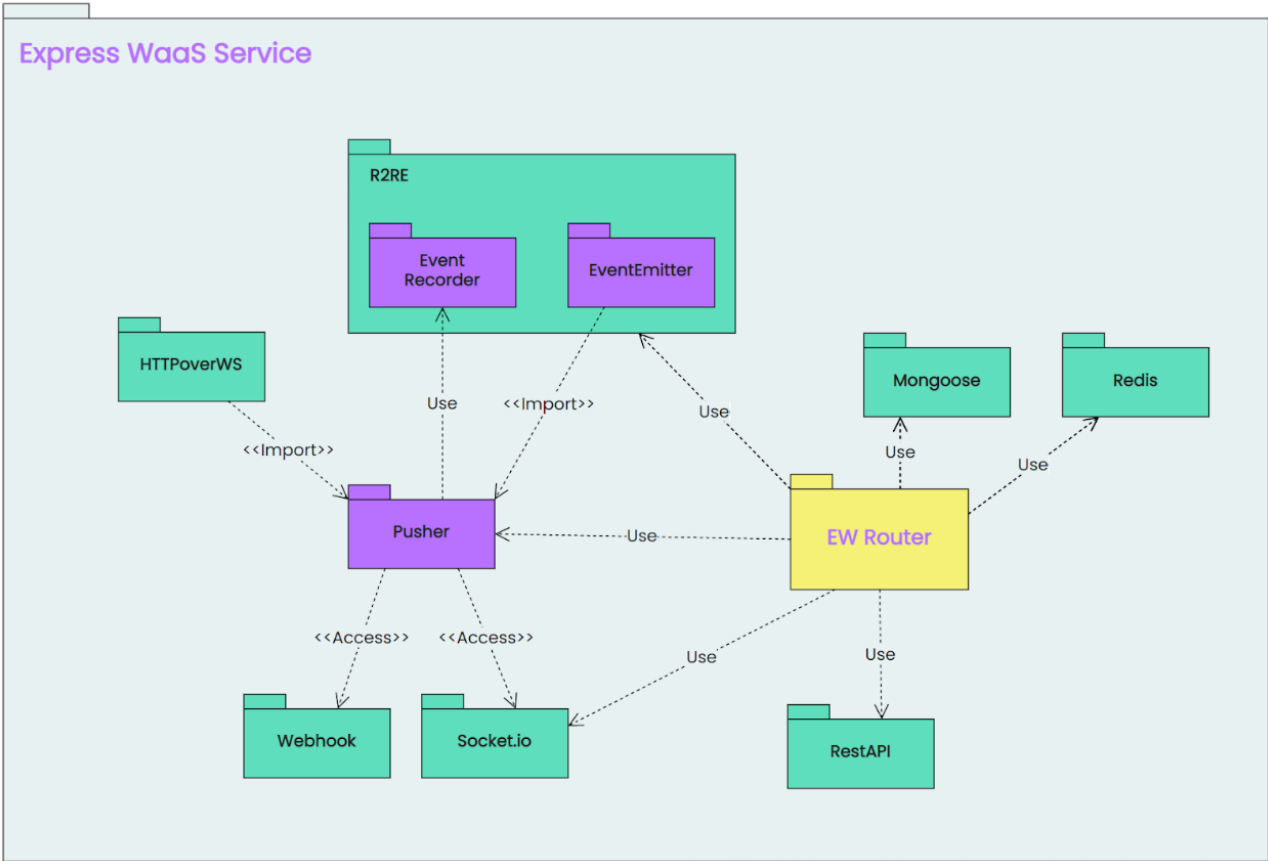 Express WaaS Service
R2RE
Event
Recorder
EventEmitter
HTTPoverWS
Mongoose
Redis
Use
<<Import>>
Use
<<Import>>
Use
Use
Pusher
Use
EW Router
<<Access>>
<<Access>>
Use
Use
Webhook
Socket.io
RestAPI